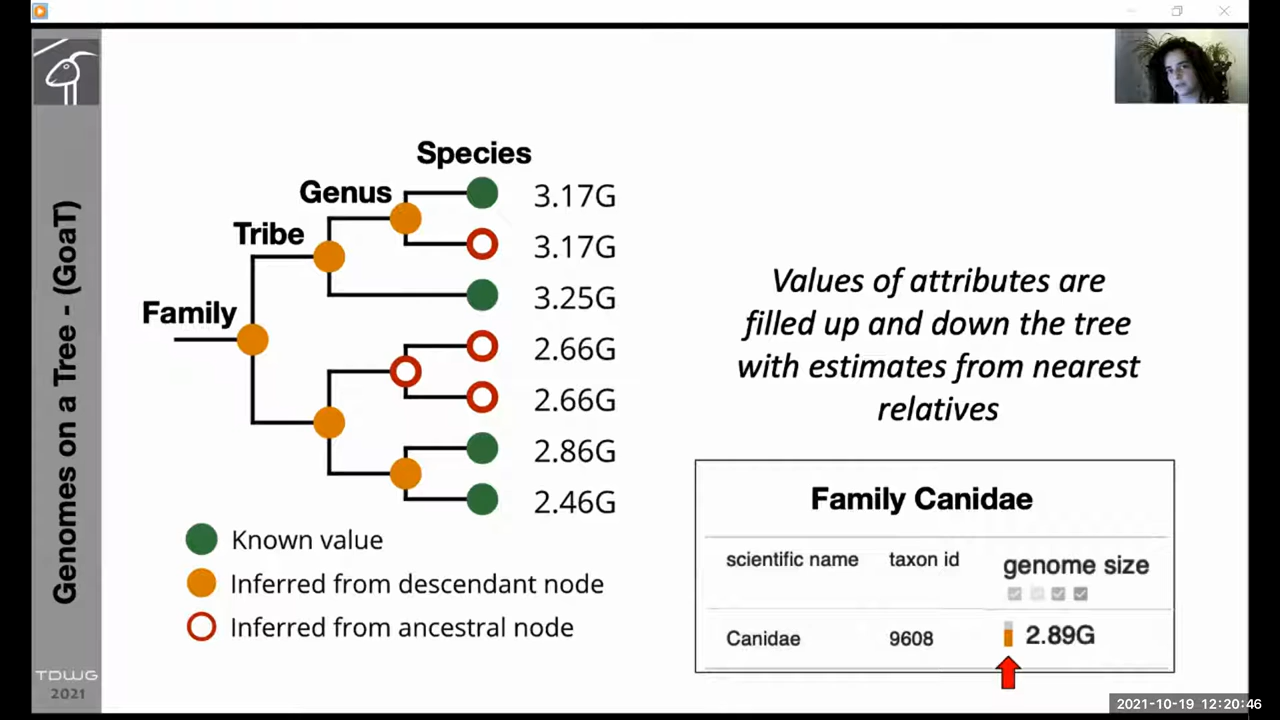 Genomes on a Tree - (GoaT)
Species
Genus
Tribe
Family
3.17G
3.17G
3.25G
2.66G
2.66G
2.86G
2.46G
Known value
Inferred from descendant node
Inferred from ancestral node
Values of attributes are
filled up and down the tree
with estimates from nearest
relatives
Family Canidae
scientific name taxon id genome size
Canidae 9608 2.89G
TDWG
2021
2021-10-19 12:20:46